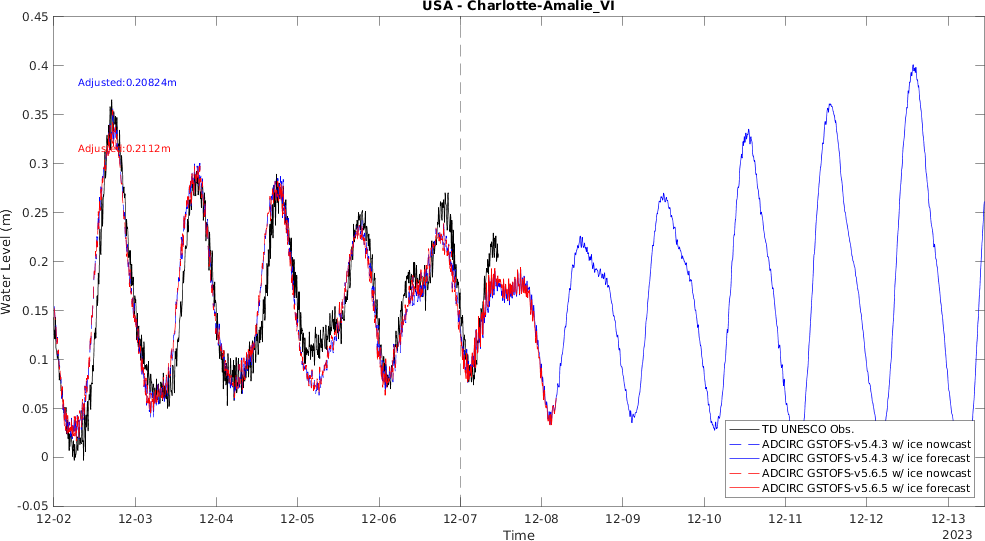 USA - Charlotte-Amalie_VI
0.45
0.4
0.35
0.3
0.25
0.2
0.15
0.1
0.05
0
-0.05
Water Level (m)
Adjusted:0.20824m
Adjusted:0.2112m
TD UNESCO Obs.
ADCIRC GSTOFS-v5.4.3 w/ ice nowcast
ADCIRC GSTOFS-v5.4.3 w/ ice forecast
ADCIRC GSTOFS-v5.6.5 w/ ice nowcast
ADCIRC GSTOFS-v5.6.5 w/ ice forecast
12-02 12-03 12-04 12-05 12-06 12-07 12-08 12-09 12-10 12-11 12-12 12-13
Time 2023